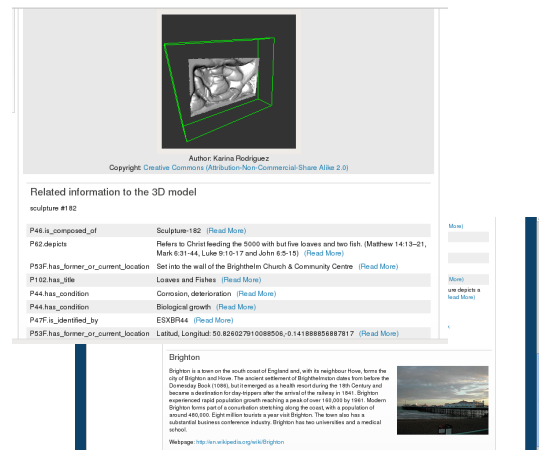 Author: Karina Rodriguez
Copyright: Creative Commons (Attribution-Non-Commercial-Share Alike 2.0)
Related information to the 3D model
sculpture #182
P46.is_composed_of Sculpture-182 (Read More)
P62.depicts Refers to Christ feeding the 5000 with but five loaves and two fish. (Matthew 14:13–21,
Mark 6:31-44, Luke 9:10-17 and John 6:5-15) (Read More)
P53F.has_former_or_current_location Set into the wall of the Brighthelm Church & Community Centre (Read More)
P102.has_title Loaves and Fishes (Read More)
P44.has_condition Corrosion, deterioration (Read More)
P44.has_condition Biological growth (Read More)
P47F.is_identified_by ESXBR44 (Read More)
P53F.has_former_or_current_location Latitud, Longitud: 50.826027910088506,-0.141888856887817 (Read More)
More)
More)
ure depicts a
Read More)
Brighton
Brighton is a town on the south coast of England and, with its neighbour Hove, forms the
city of Brighton and Hove. The ancient settlement of Brighthelmston dates from before the
Domesday Book (1086), but it emerged as a health resort during the 18th Century and
became a destination for day-trippers after the arrival of the railway in 1841. Brighton
experienced rapid population growth reaching a peak of over 160,000 by 1961. Modern
Brighton forms part of a conurbation stretching along the coast, with a population of
around 480,000. Eight million tourists a year visit Brighton. The town also has a
substantial business conference industry. Brighton has two universities and a medical
school.
Webpage: http://en.wikipedia.org/wiki/Brighton